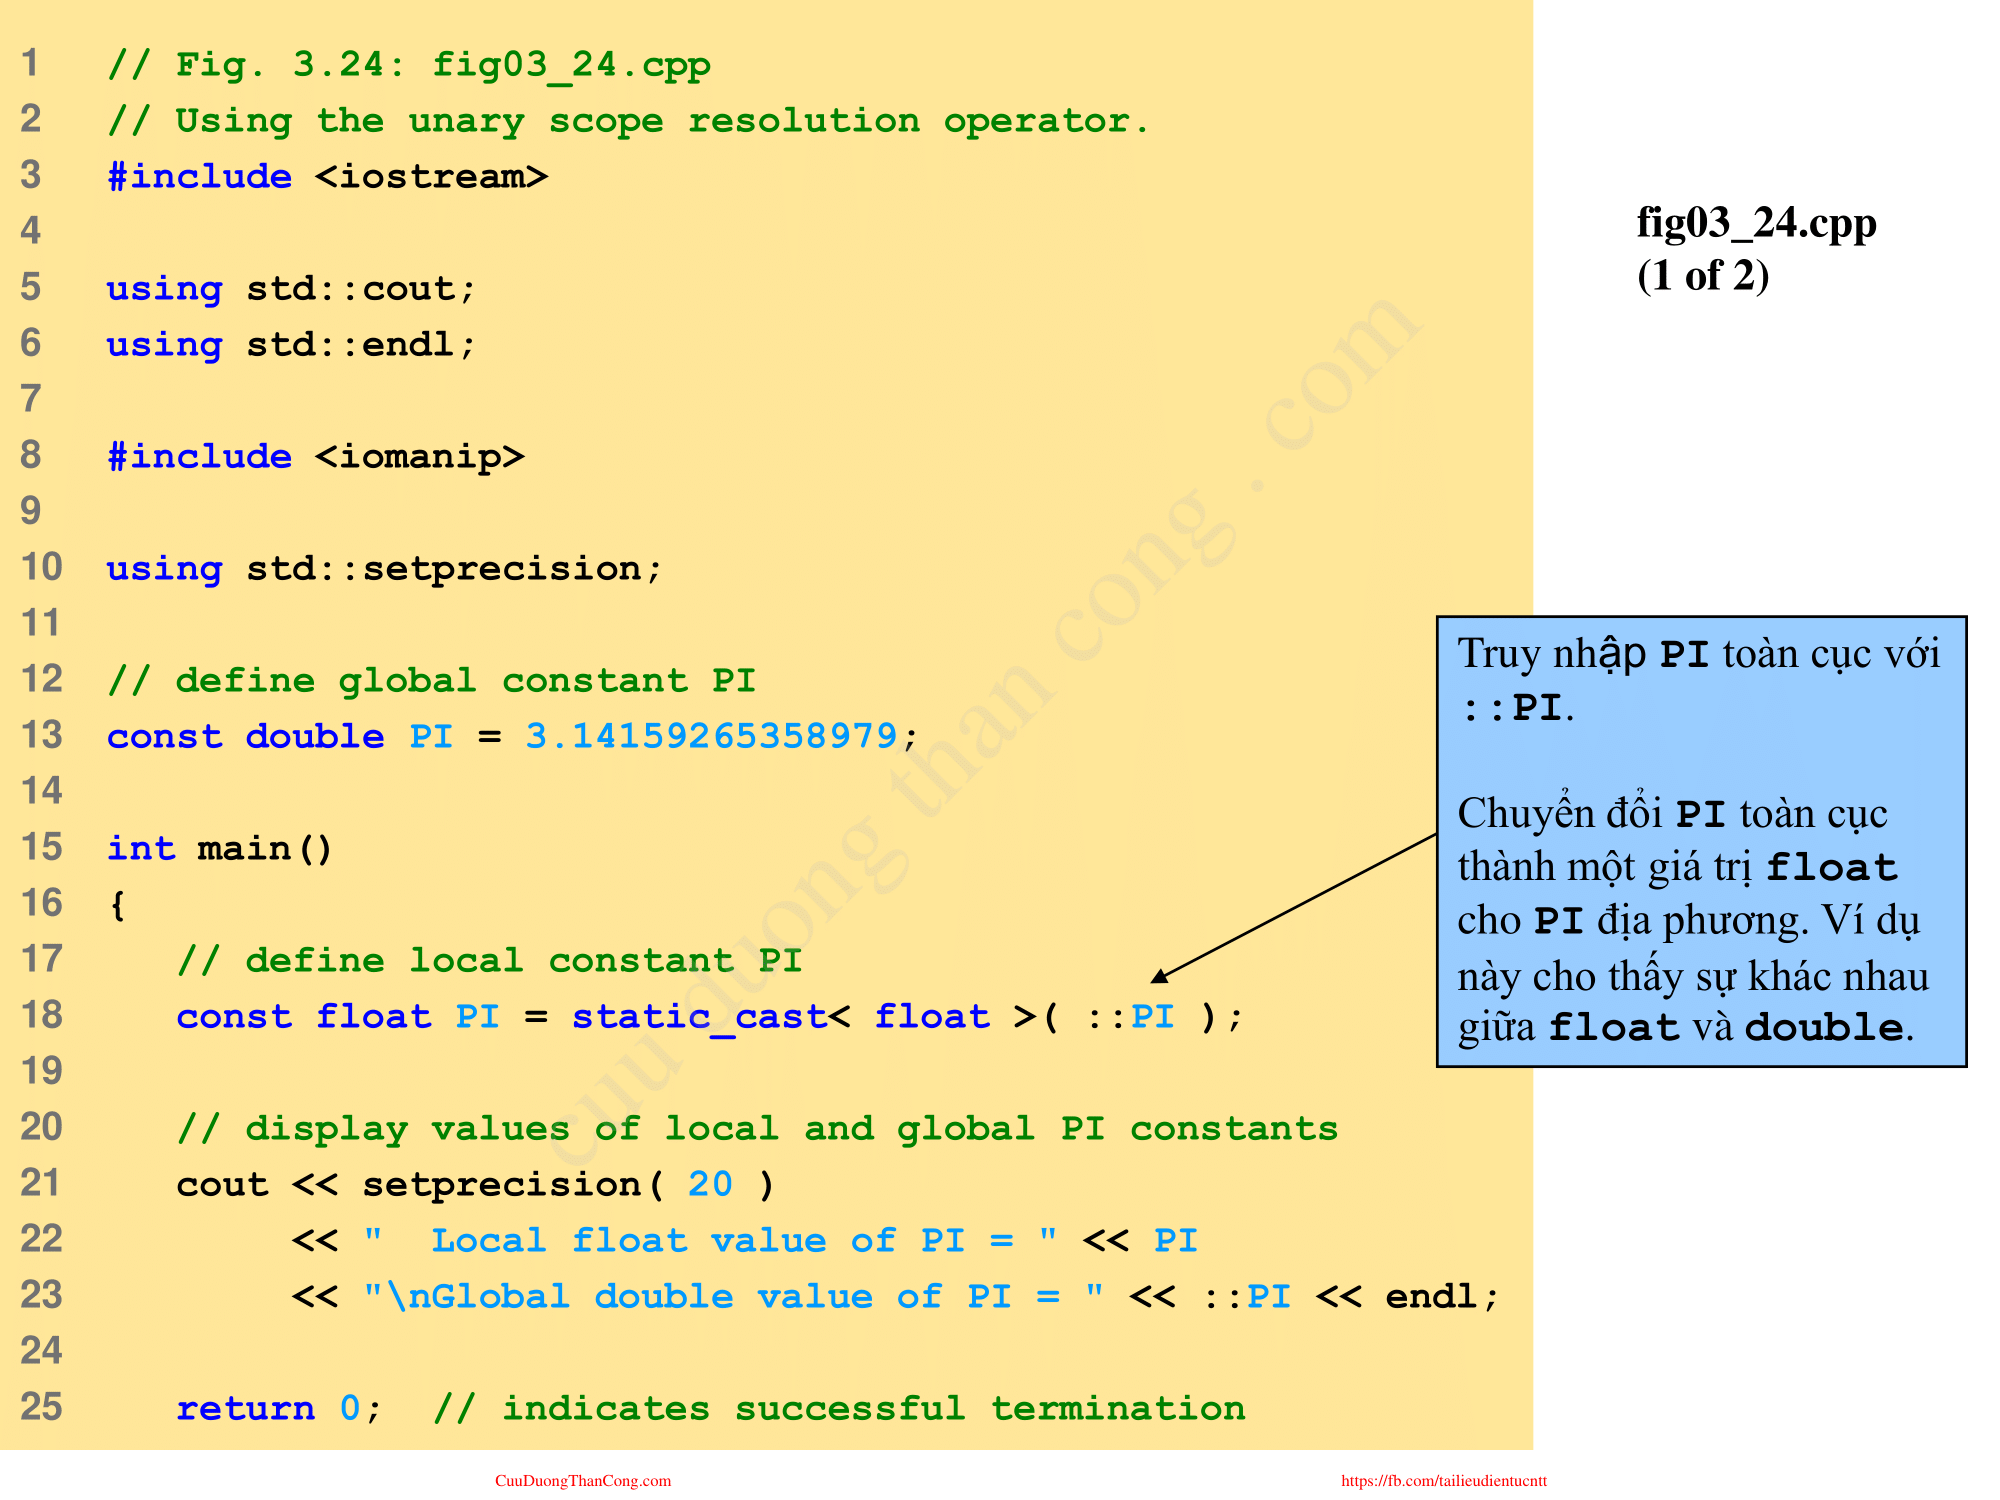 1 // Fig. 3.24: fig03_24.cpp
2 // Using the unary scope resolution operator.
3 #include <iostream>
4
5 using std::cout;
6 using std::endl;
7
8 #include <iomanip>
9
10 using std::setprecision;
11
12 // define global constant PI
13 const double PI = 3.14159265358979;
14
15 int main()
16 {
17 // define local constant PI
18 const float PI = static_cast< float >( ::PI );
19
20 // display values of local and global PI constants
21 cout << setprecision( 20 )
22 << "  Local float value of PI = " << PI
23 << "\nGlobal double value of PI = " << ::PI << endl;
24
25 return 0;  // indicates successful termination
fig03_24.cpp
(1 of 2)
Truy nhập PI toàn cục với
::PI.
Chuyển đổi PI toàn cục
thành một giá trị float
cho PI địa phương. Ví dụ
này cho thấy sự khác nhau
giữa float và double.
cuu duong than cong . com
CuuDuongThanCong.com
https://fb.com/tailieudientucntt